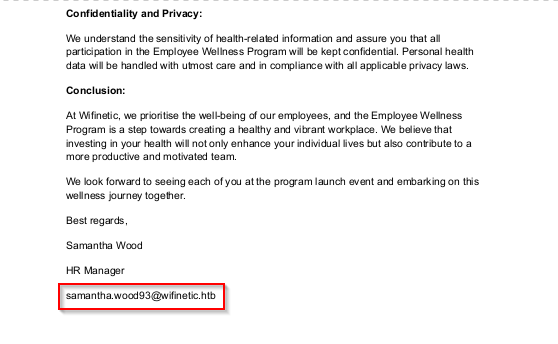 Confidentiality and Privacy:
We understand the sensitivity of health-related information and assure you that all
participation in the Employee Wellness Program will be kept confidential. Personal health
data will be handled with utmost care and in compliance with all applicable privacy laws.
Conclusion:
At Wifinetic, we prioritise the well-being of our employees, and the Employee Wellness
Program is a step towards creating a healthy and vibrant workplace. We believe that
investing in your health will not only enhance your individual lives but also contribute to a
more productive and motivated team.
We look forward to seeing each of you at the program launch event and embarking on this
wellness journey together.
Best regards,
Samantha Wood
HR Manager
samantha.wood93@wifinetic.htb